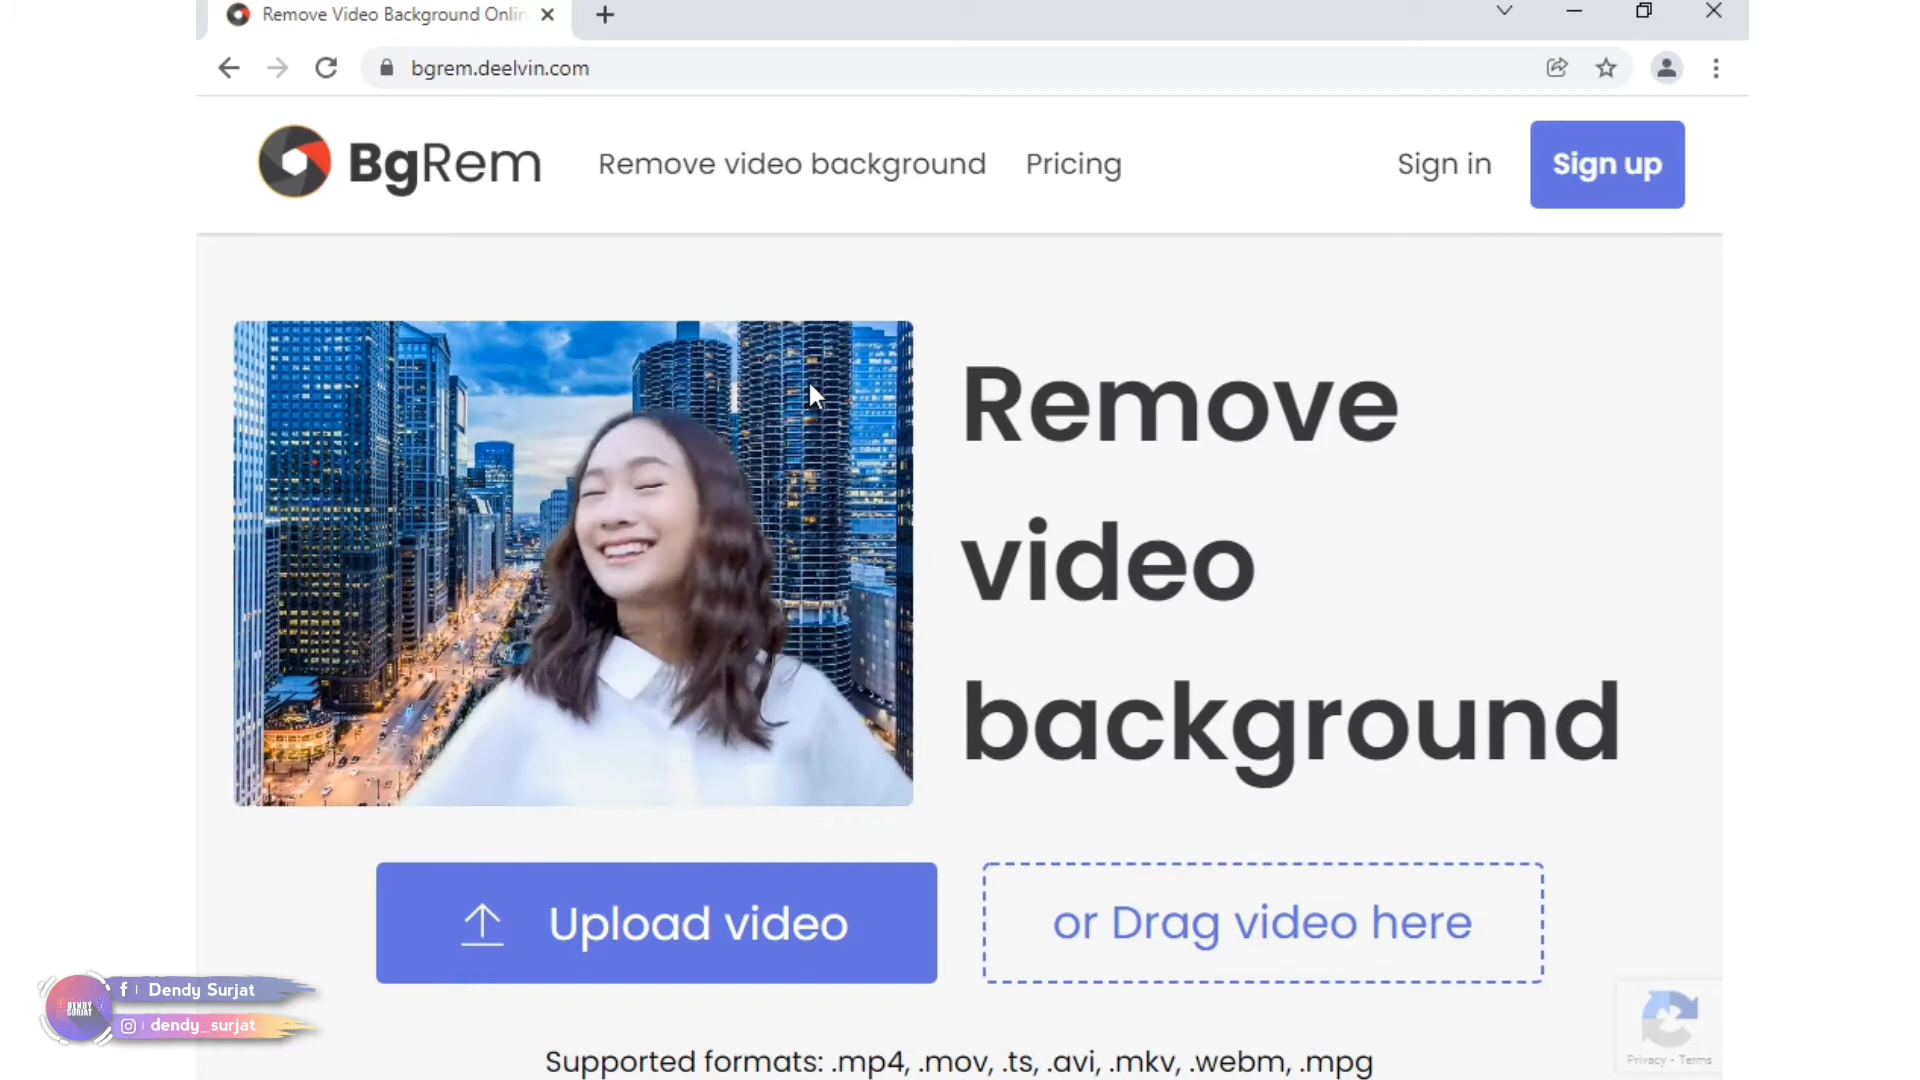 Remove Video Background Onlin
bgrem.deelvin.com
BgRem
Remove video background
Pricing
Sign in
Sign up
Remove
video
background
Upload video
or Drag video here
Supported formats: .mp4, .mov, .ts, .avi, .mkv, .webm, .mpg
Privacy - Terms
DENDY
SURJAT
f | Dendy Surjat
dendy_surjat